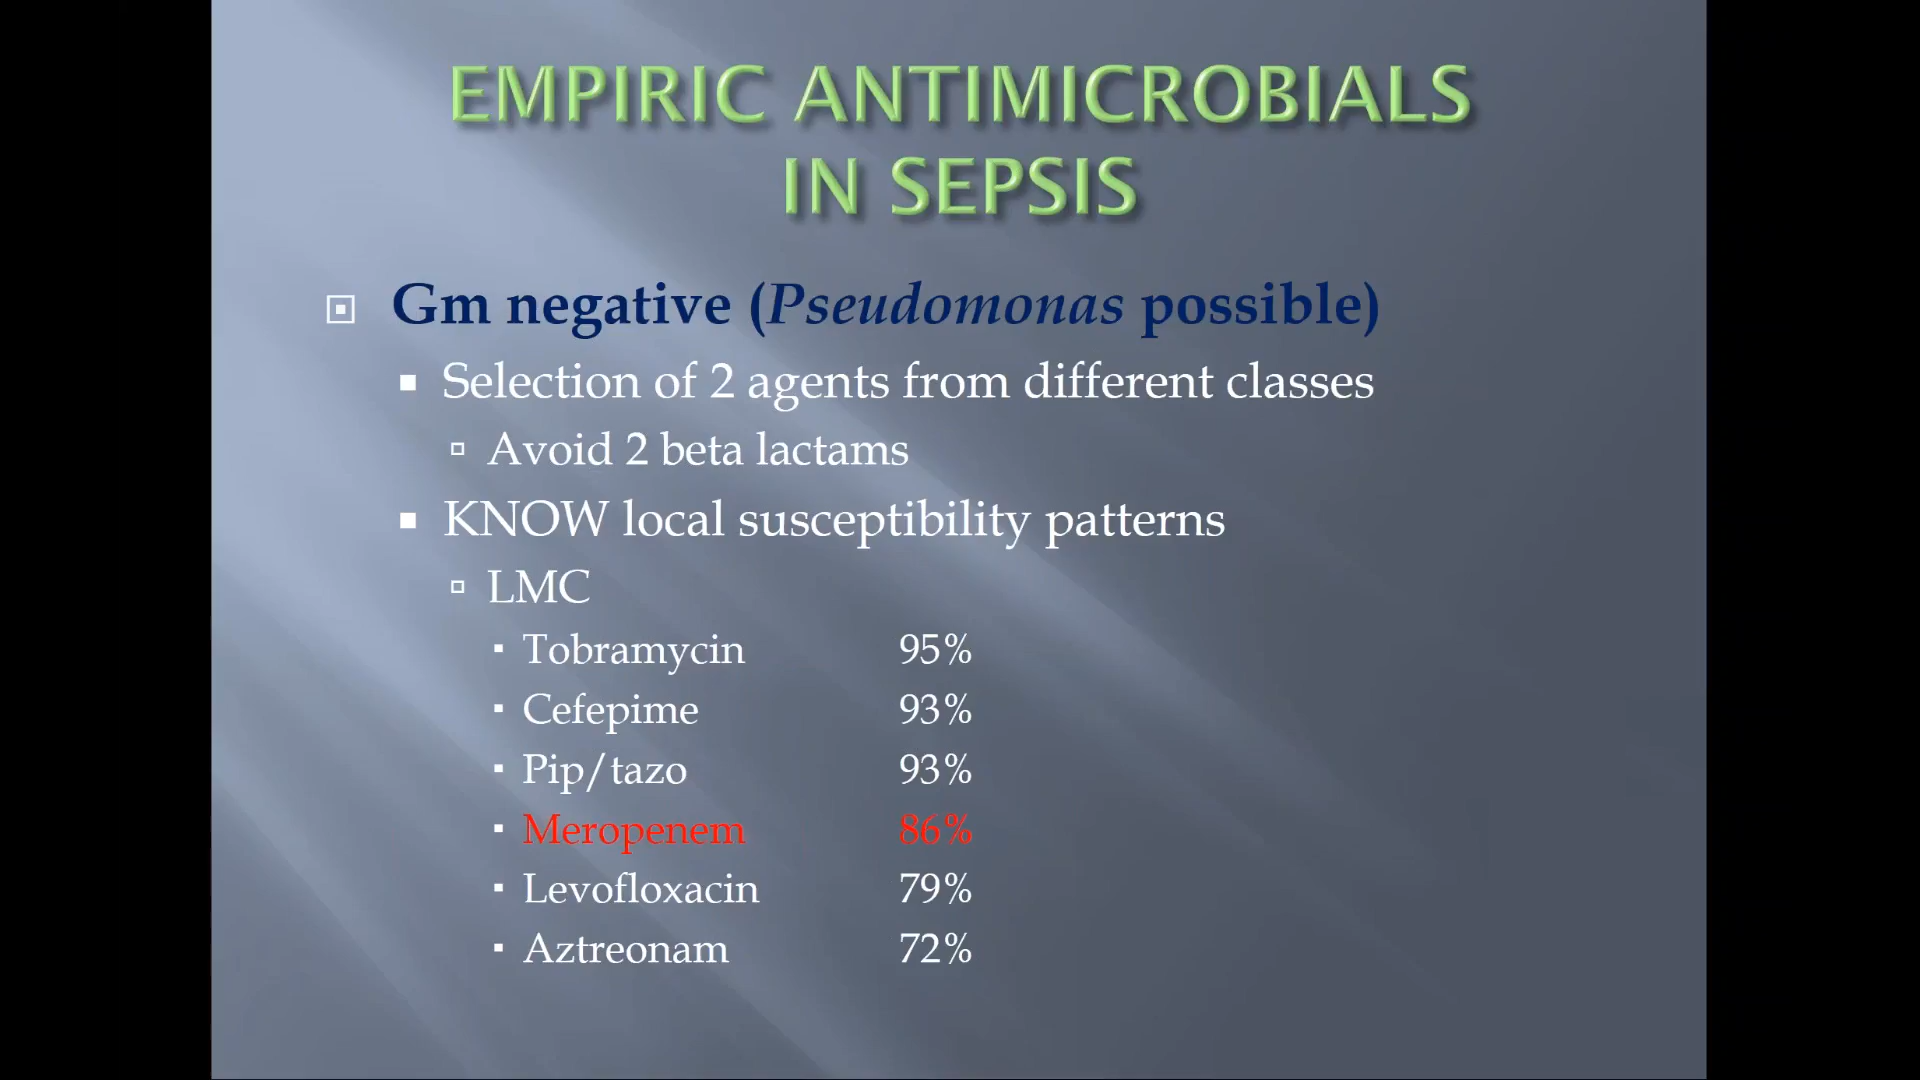 EMPIRIC ANTIMICROBIALS
IN SEPSIS
Gm negative (Pseudomonas possible)
Selection of 2 agents from different classes
Avoid 2 beta lactams
KNOW local susceptibility patterns
LMC
Tobramycin 95%
Cefepime 93%
Pip/tazo 93%
Meropenem 86%
Levofloxacin 79%
Aztreonam 72%